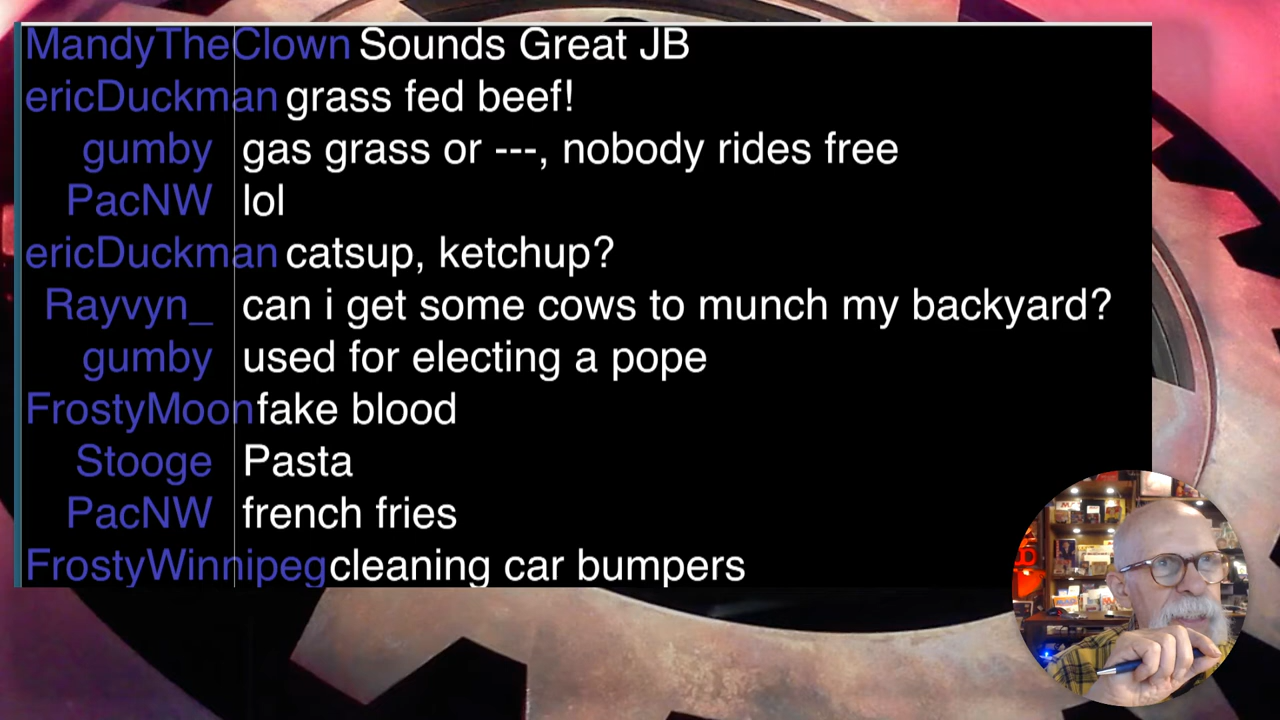 MandyTheClown Sounds Great JB
ericDuckman grass fed beef!
gumby gas grass or ---, nobody rides free
PacNW lol
ericDuckman catsup, ketchup?
Rayvyn_ can i get some cows to munch my backyard?
gumby used for electing a pope
FrostyMoon fake blood
Stooge Pasta
PacNW french fries
FrostyWinnipeg cleaning car bumpers